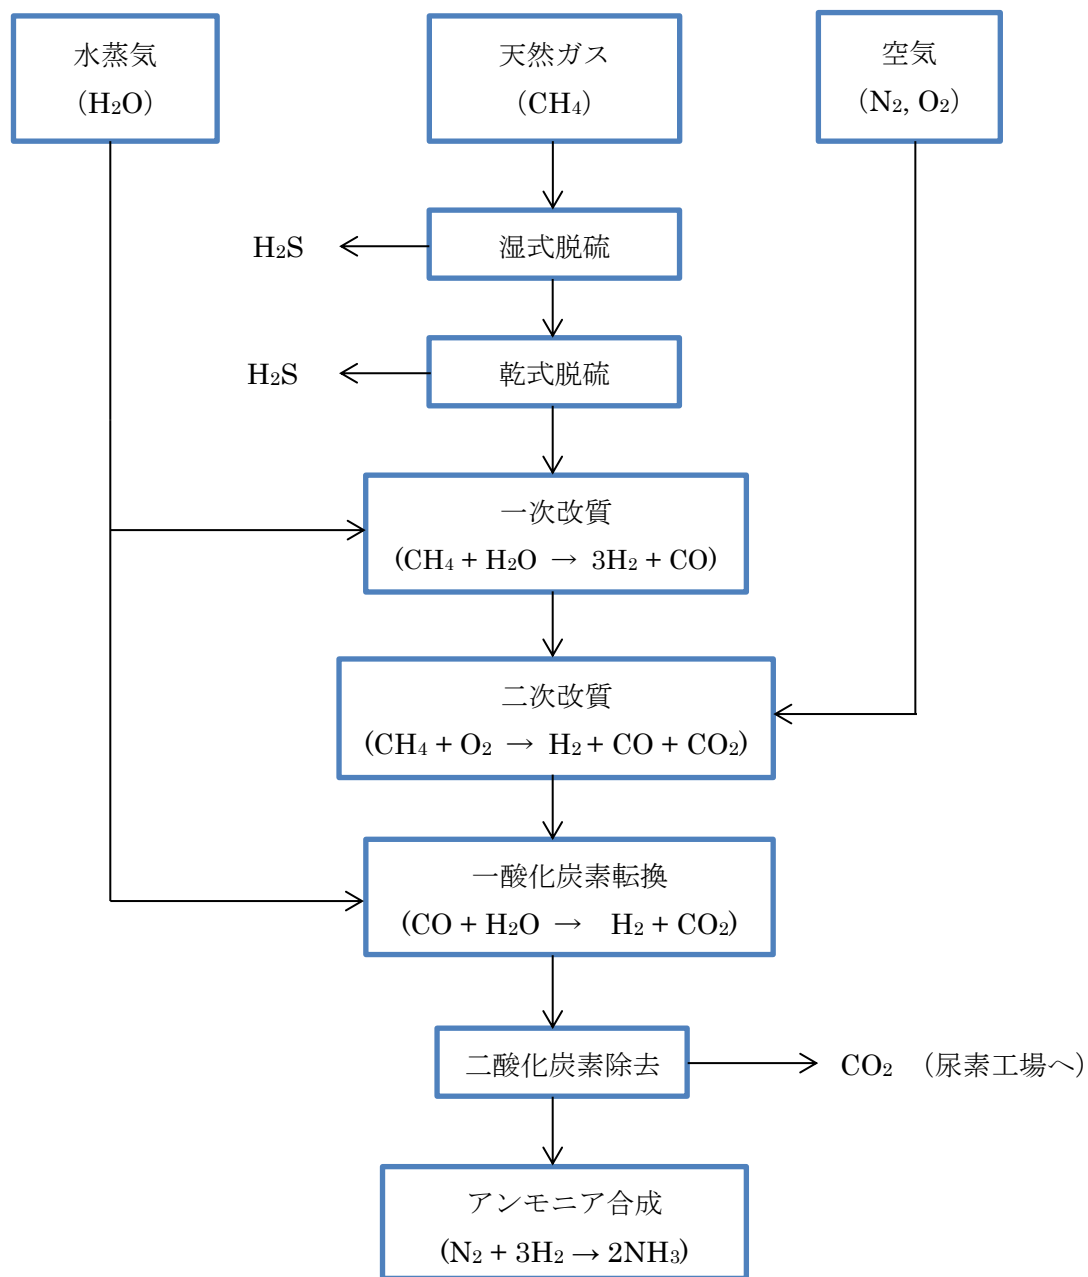 水蒸気
（H₂O）
天然ガス
（CH₄）
空気
（N₂, O₂）
H₂S
湿式脱硫
H₂S
乾式脱硫
一次改質
(CH₄ + H₂O → 3H₂ + CO)
二次改質
(CH₄ + O₂ → H₂ + CO + CO₂)
一酸化炭素転換
(CO + H₂O → H₂ + CO₂)
二酸化炭素除去
CO₂ （尿素工場へ）
アンモニア合成
(N₂ + 3H₂ → 2NH₃)